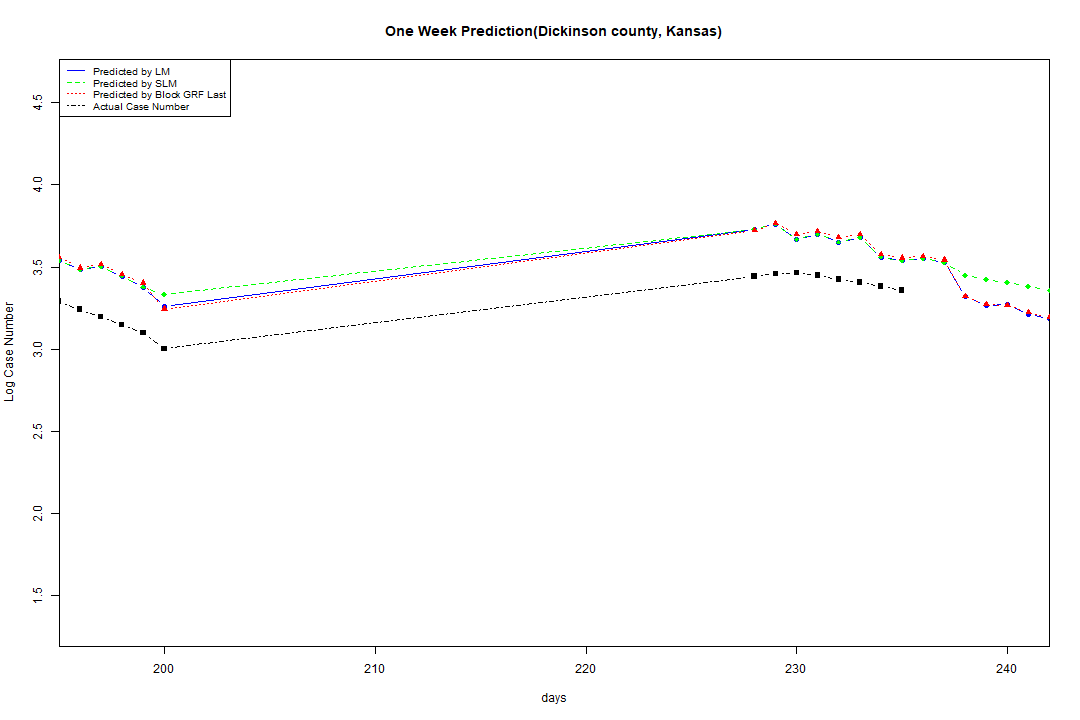 One Week Prediction(Dickinson county, Kansas)
Predicted by LM
Predicted by SLM
Predicted by Block GRF Last
Actual Case Number
4.5
4.0
3.5
3.0
2.5
2.0
1.5
Log Case Number
200 210 220 230 240
days